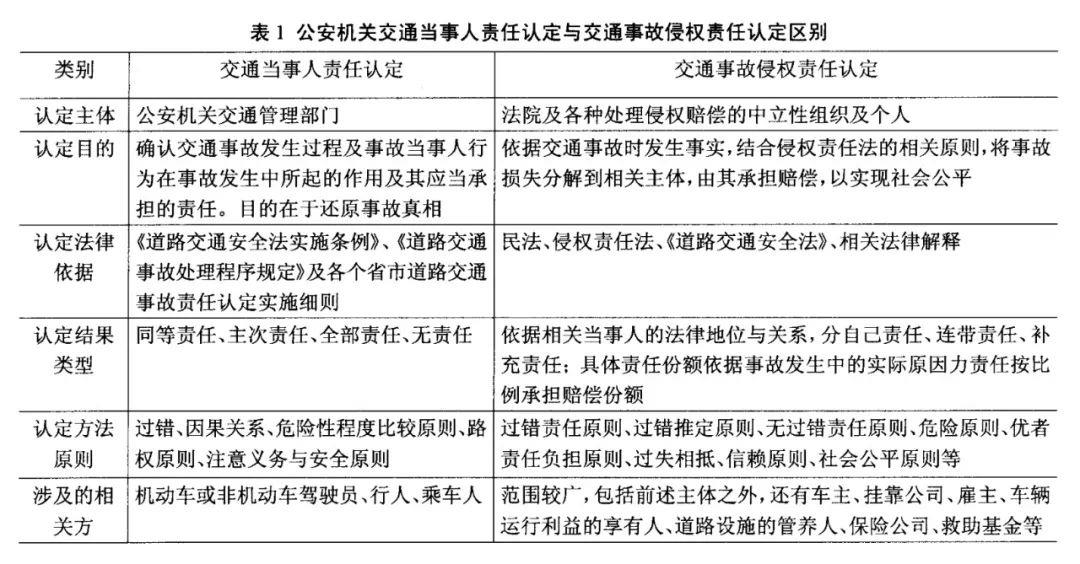 表 1 公安机关交通当事人责任认定与交通事故侵权责任认定区别
类别 交通当事人责任认定 交通事故侵权责任认定
认定主体 公安机关交通管理部门 法院及各种处理侵权赔偿的中立性组织及个人
认定目的 确认交通事故发生过程及事故当事人行 依据交通事故时发生事实，结合侵权责任法的相关原则，将事故
为在事故发生中所起的作用及其应当承 损失分解到相关主体，由其承担赔偿，以实现社会公平
担的责任。目的在于还原事故真相
认定法律 《道路交通安全法实施条例》、《道路交通 民法、侵权责任法、《道路交通安全法》、相关法律解释
依据 事故处理程序规定》及各个省市道路交通
事故责任认定实施细则
认定结果 同等责任、主次责任、全部责任、无责任 依据相关当事人的法律地位与关系，分自己责任、连带责任、补
类型 充责任；具体责任份额依据事故发生中的实际原因力责任按比
例承担赔偿份额
认定方法 过错、因果关系、危险性程度比较原则、路 过错责任原则、过错推定原则、无过错责任原则、危险原则、优者
原则 权原则、注意义务与安全原则 责任负担原则、过失相抵、信赖原则、社会公平原则等
涉及的相 机动车或非机动车驾驶员、行人、乘车人 范围较广，包括前述主体之外，还有车主、挂靠公司、雇主、车辆
关方 运行利益的享有人、道路设施的管养人、保险公司、救助基金等